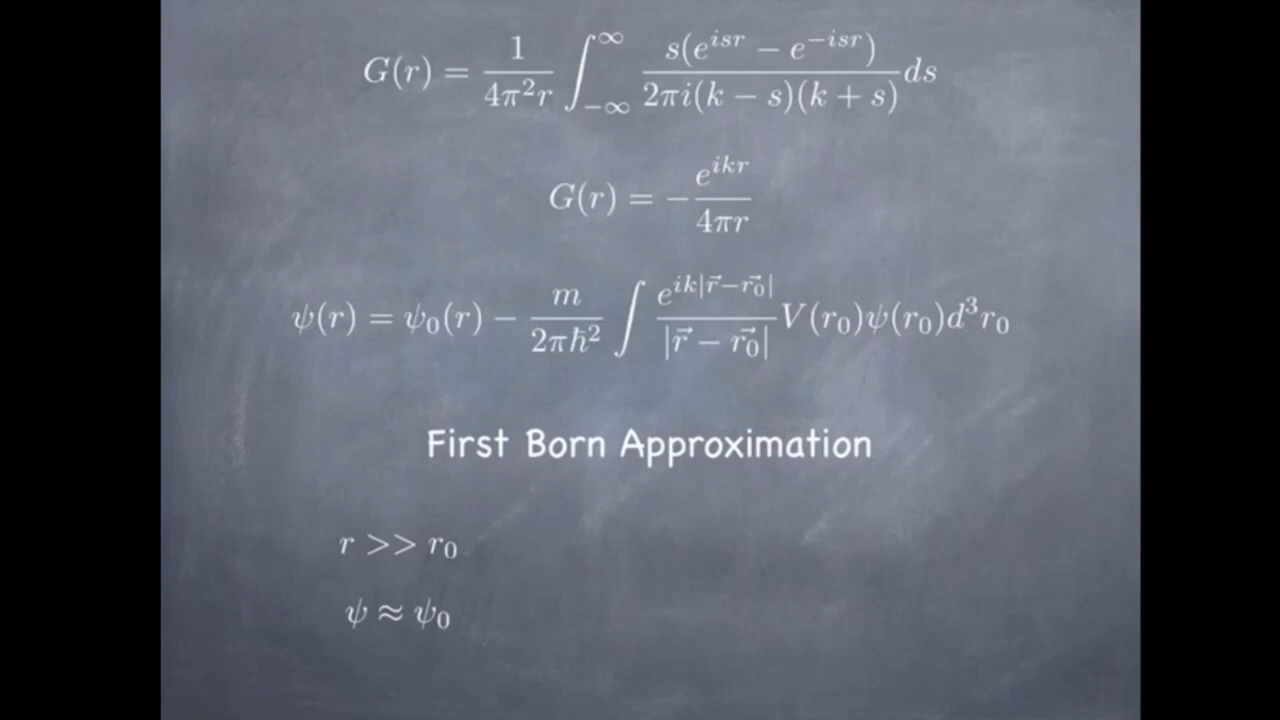 G(r) = \frac{1}{4\pi^2 r} \int_{-\infty}^{\infty} \frac{s(e^{isr} - e^{-isr})}{2\pi i(k - s)(k + s)} ds
G(r) = -\frac{e^{ikr}}{4\pi r}
\psi(r) = \psi_0(r) - \frac{m}{2\pi\hbar^2} \int \frac{e^{ik|\vec{r} - \vec{r_0}|}}{|\vec{r} - \vec{r_0}|} V(r_0)\psi(r_0) d^3 r_0
First Born Approximation
r >> r_0
\psi \approx \psi_0